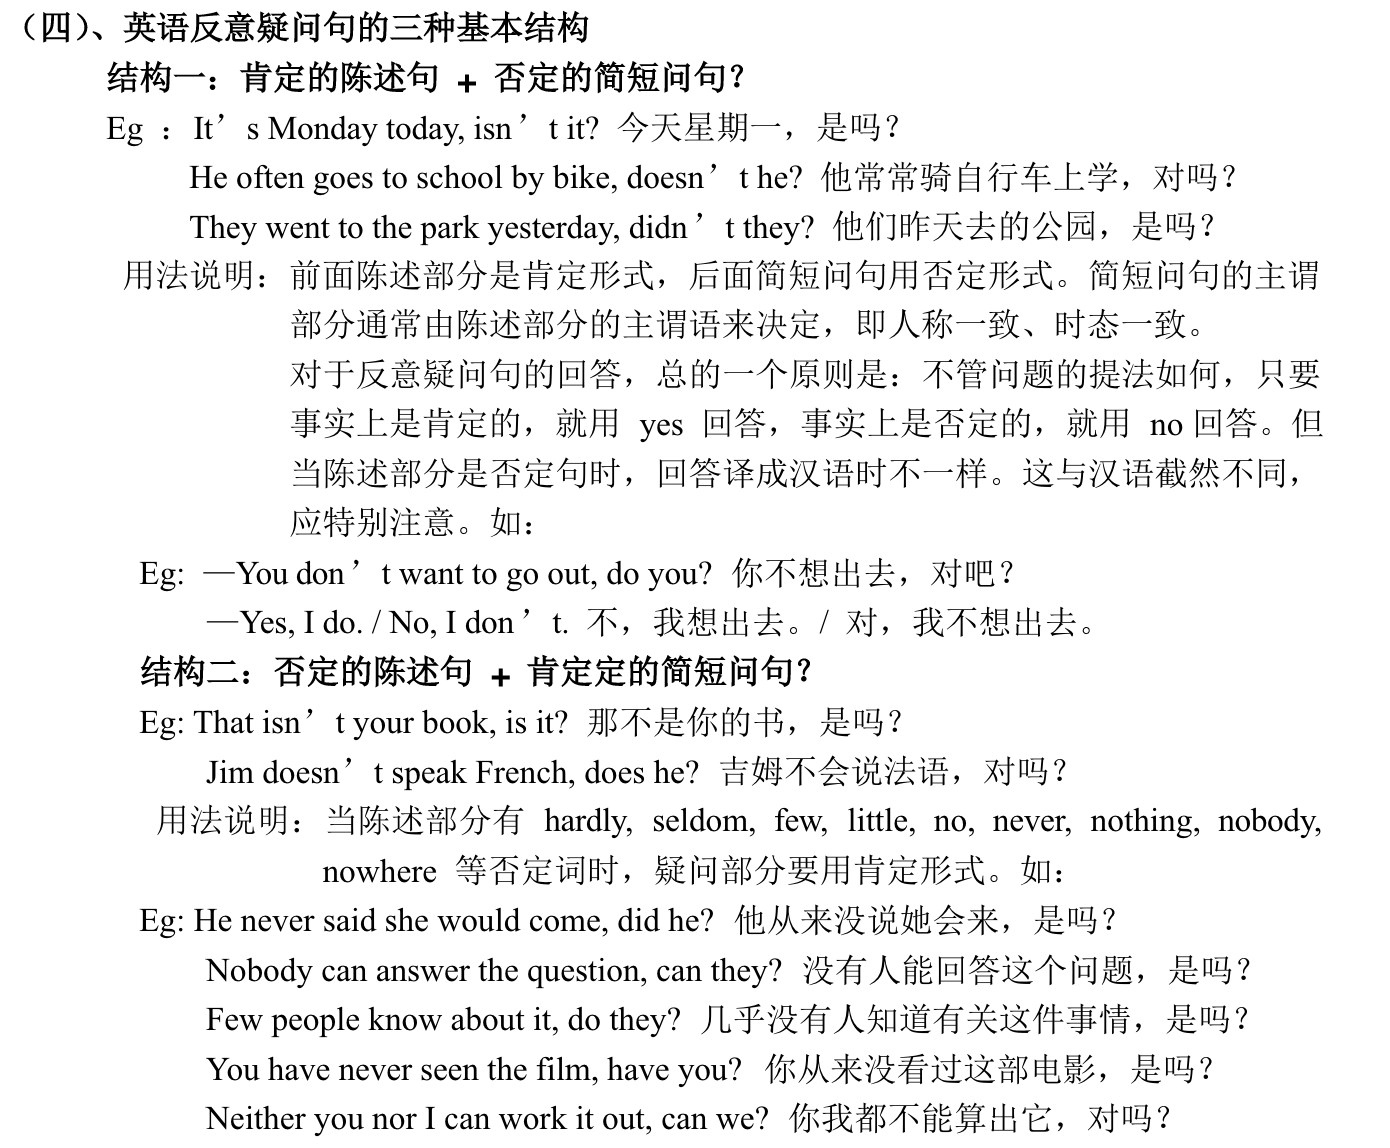 （四）、英语反意疑问句的三种基本结构
结构一：肯定的陈述句 + 否定的简短问句？
Eg ：It’s Monday today, isn’t it? 今天星期一，是吗？
He often goes to school by bike, doesn’t he? 他常常骑自行车上学，对吗？
They went to the park yesterday, didn’t they? 他们昨天去的公园，是吗？
用法说明：前面陈述部分是肯定形式，后面简短问句用否定形式。简短问句的主谓
部分通常由陈述部分的主谓语来决定，即人称一致、时态一致。
对于反意疑问句的回答，总的一个原则是：不管问题的提法如何，只要
事实上是肯定的，就用 yes 回答，事实上是否定的，就用 no 回答。但
当陈述部分是否定句时，回答译成汉语时不一样。这与汉语截然不同，
应特别注意。如：
Eg: —You don’t want to go out, do you? 你不想出去，对吧？
—Yes, I do. / No, I don’t. 不，我想出去。/ 对，我不想出去。
结构二：否定的陈述句 + 肯定定的简短问句？
Eg: That isn’t your book, is it? 那不是你的书，是吗？
Jim doesn’t speak French, does he? 吉姆不会说法语，对吗？
用法说明：当陈述部分有 hardly, seldom, few, little, no, never, nothing, nobody,
nowhere 等否定词时，疑问部分要用肯定形式。如：
Eg: He never said she would come, did he? 他从来没说她会来，是吗？
Nobody can answer the question, can they? 没有人能回答这个问题，是吗？
Few people know about it, do they? 几乎没有人知道有关这件事情，是吗？
You have never seen the film, have you? 你从来没看过这部电影，是吗？
Neither you nor I can work it out, can we? 你我都不能算出它，对吗？